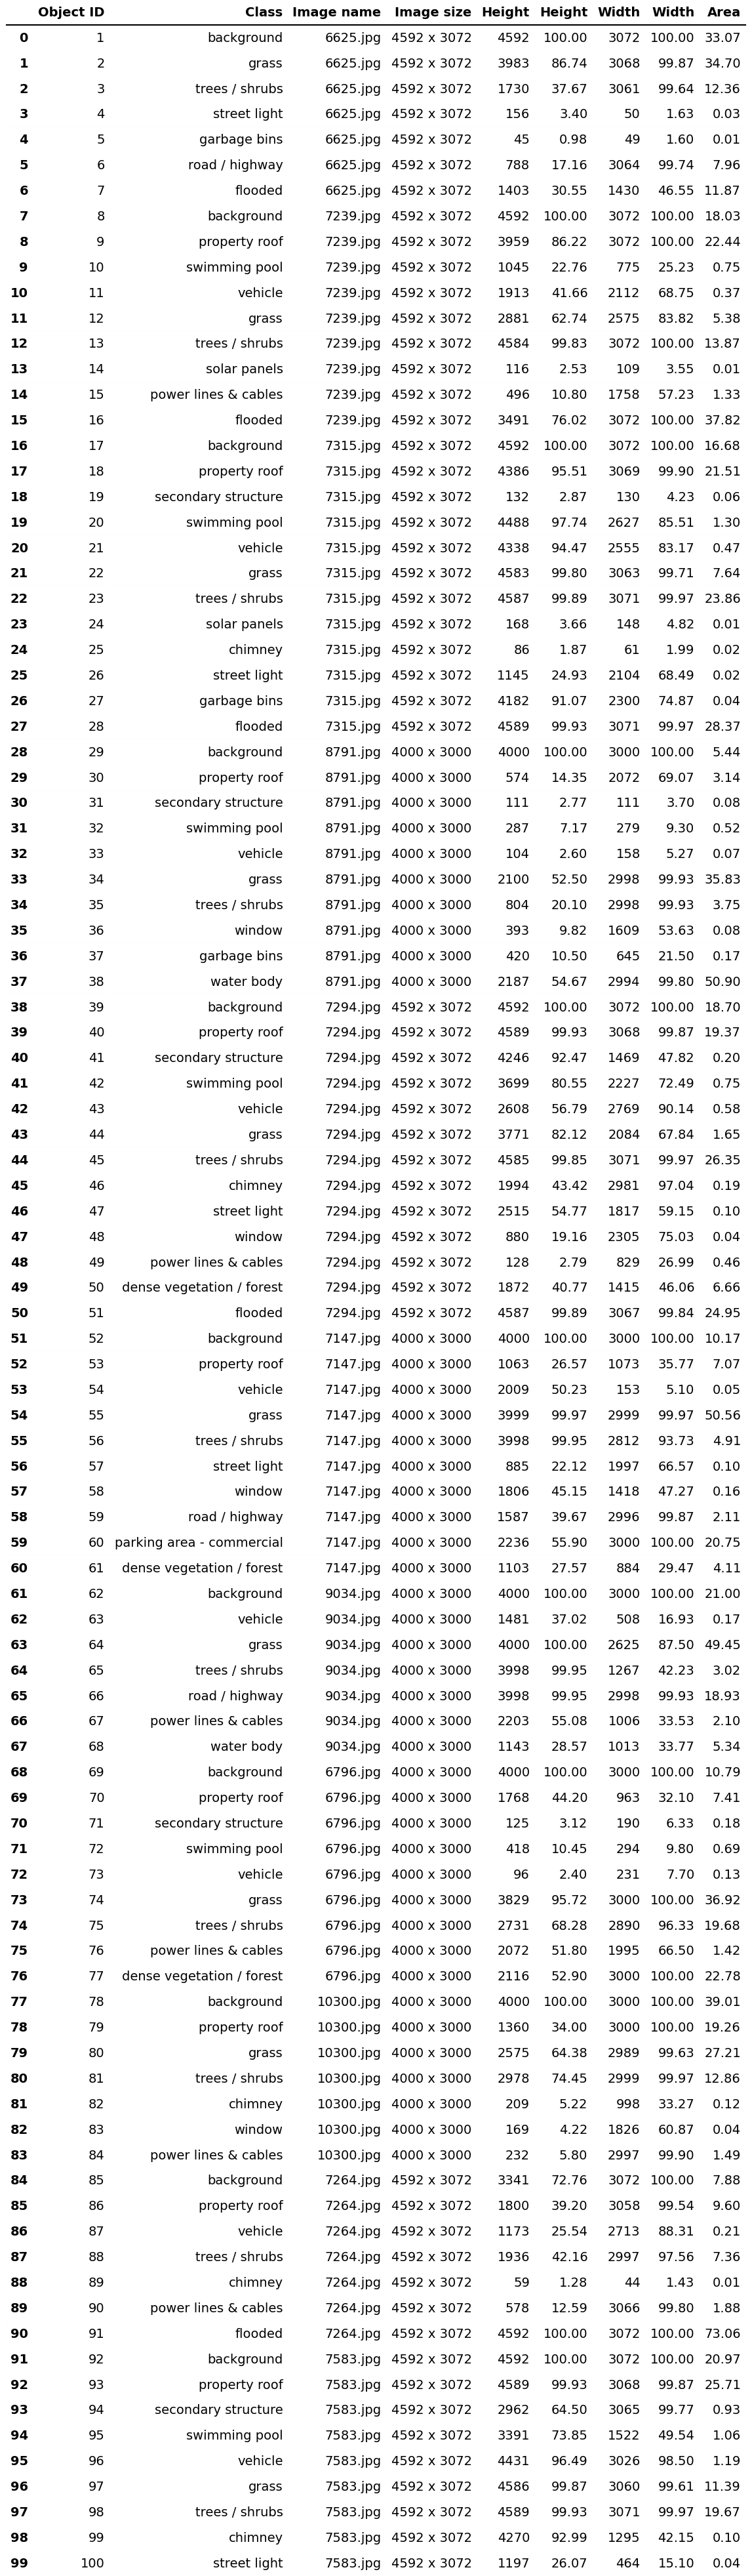 Object ID Class Image name Image size Height Height Width Width Area
0 1 background 6625.jpg 4592 x 3072 4592 100.00 3072 100.00 33.07
1 2 grass 6625.jpg 4592 x 3072 3983 86.74 3068 99.87 34.70
2 3 trees / shrubs 6625.jpg 4592 x 3072 1730 37.67 3061 99.64 12.36
3 4 street light 6625.jpg 4592 x 3072 156 3.40 50 1.63 0.03
4 5 garbage bins 6625.jpg 4592 x 3072 45 0.98 49 1.60 0.01
5 6 road / highway 6625.jpg 4592 x 3072 788 17.16 3064 99.74 7.96
6 7 flooded 6625.jpg 4592 x 3072 1403 30.55 1430 46.55 11.87
7 8 background 7239.jpg 4592 x 3072 4592 100.00 3072 100.00 18.03
8 9 property roof 7239.jpg 4592 x 3072 3959 86.22 3072 100.00 22.44
9 10 swimming pool 7239.jpg 4592 x 3072 1045 22.76 775 25.23 0.75
10 11 vehicle 7239.jpg 4592 x 3072 1913 41.66 2112 68.75 0.37
11 12 grass 7239.jpg 4592 x 3072 2881 62.74 2575 83.82 5.38
12 13 trees / shrubs 7239.jpg 4592 x 3072 4584 99.83 3072 100.00 13.87
13 14 solar panels 7239.jpg 4592 x 3072 116 2.53 109 3.55 0.01
14 15 power lines & cables 7239.jpg 4592 x 3072 496 10.80 1758 57.23 1.33
15 16 flooded 7239.jpg 4592 x 3072 3491 76.02 3072 100.00 37.82
16 17 background 7315.jpg 4592 x 3072 4592 100.00 3072 100.00 16.68
17 18 property roof 7315.jpg 4592 x 3072 4386 95.51 3069 99.90 21.51
18 19 secondary structure 7315.jpg 4592 x 3072 132 2.87 130 4.23 0.06
19 20 swimming pool 7315.jpg 4592 x 3072 4488 97.74 2627 85.51 1.30
20 21 vehicle 7315.jpg 4592 x 3072 4338 94.47 2555 83.17 0.47
21 22 grass 7315.jpg 4592 x 3072 4583 99.80 3063 99.71 7.64
22 23 trees / shrubs 7315.jpg 4592 x 3072 4587 99.89 3071 99.97 23.86
23 24 solar panels 7315.jpg 4592 x 3072 168 3.66 148 4.82 0.01
24 25 chimney 7315.jpg 4592 x 3072 86 1.87 61 1.99 0.02
25 26 street light 7315.jpg 4592 x 3072 1145 24.93 2104 68.49 0.02
26 27 garbage bins 7315.jpg 4592 x 3072 4182 91.07 2300 74.87 0.04
27 28 flooded 7315.jpg 4592 x 3072 4589 99.93 3071 99.97 28.37
28 29 background 8791.jpg 4000 x 3000 4000 100.00 3000 100.00 5.44
29 30 property roof 8791.jpg 4000 x 3000 574 14.35 2072 69.07 3.14
30 31 secondary structure 8791.jpg 4000 x 3000 111 2.77 111 3.70 0.08
31 32 swimming pool 8791.jpg 4000 x 3000 287 7.17 279 9.30 0.52
32 33 vehicle 8791.jpg 4000 x 3000 104 2.60 158 5.27 0.07
33 34 grass 8791.jpg 4000 x 3000 2100 52.50 2998 99.93 35.83
34 35 trees / shrubs 8791.jpg 4000 x 3000 804 20.10 2998 99.93 3.75
35 36 window 8791.jpg 4000 x 3000 393 9.82 1609 53.63 0.08
36 37 garbage bins 8791.jpg 4000 x 3000 420 10.50 645 21.50 0.17
37 38 water body 8791.jpg 4000 x 3000 2187 54.67 2994 99.80 50.90
38 39 background 7294.jpg 4592 x 3072 4592 100.00 3072 100.00 18.70
39 40 property roof 7294.jpg 4592 x 3072 4589 99.93 3068 99.87 19.37
40 41 secondary structure 7294.jpg 4592 x 3072 4246 92.47 1469 47.82 0.20
41 42 swimming pool 7294.jpg 4592 x 3072 3699 80.55 2227 72.49 0.75
42 43 vehicle 7294.jpg 4592 x 3072 2608 56.79 2769 90.14 0.58
43 44 grass 7294.jpg 4592 x 3072 3771 82.12 2084 67.84 1.65
44 45 trees / shrubs 7294.jpg 4592 x 3072 4585 99.85 3071 99.97 26.35
45 46 chimney 7294.jpg 4592 x 3072 1994 43.42 2981 97.04 0.19
46 47 street light 7294.jpg 4592 x 3072 2515 54.77 1817 59.15 0.10
47 48 window 7294.jpg 4592 x 3072 880 19.16 2305 75.03 0.04
48 49 power lines & cables 7294.jpg 4592 x 3072 128 2.79 829 26.99 0.46
49 50 dense vegetation / forest 7294.jpg 4592 x 3072 1872 40.77 1415 46.06 6.66
50 51 flooded 7294.jpg 4592 x 3072 4587 99.89 3067 99.84 24.95
51 52 background 7147.jpg 4000 x 3000 4000 100.00 3000 100.00 10.17
52 53 property roof 7147.jpg 4000 x 3000 1063 26.57 1073 35.77 7.07
53 54 vehicle 7147.jpg 4000 x 3000 2009 50.23 153 5.10 0.05
54 55 grass 7147.jpg 4000 x 3000 3999 99.97 2999 99.97 50.56
55 56 trees / shrubs 7147.jpg 4000 x 3000 3998 99.95 2812 93.73 4.91
56 57 street light 7147.jpg 4000 x 3000 885 22.12 1997 66.57 0.10
57 58 window 7147.jpg 4000 x 3000 1806 45.15 1418 47.27 0.16
58 59 road / highway 7147.jpg 4000 x 3000 1587 39.67 2996 99.87 2.11
59 60 parking area - commercial 7147.jpg 4000 x 3000 2236 55.90 3000 100.00 20.75
60 61 dense vegetation / forest 7147.jpg 4000 x 3000 1103 27.57 884 29.47 4.11
61 62 background 9034.jpg 4000 x 3000 4000 100.00 3000 100.00 21.00
62 63 vehicle 9034.jpg 4000 x 3000 1481 37.02 508 16.93 0.17
63 64 grass 9034.jpg 4000 x 3000 4000 100.00 2625 87.50 49.45
64 65 trees / shrubs 9034.jpg 4000 x 3000 3998 99.95 1267 42.23 3.02
65 66 road / highway 9034.jpg 4000 x 3000 3998 99.95 2998 99.93 18.93
66 67 power lines & cables 9034.jpg 4000 x 3000 2203 55.08 1006 33.53 2.10
67 68 water body 9034.jpg 4000 x 3000 1143 28.57 1013 33.77 5.34
68 69 background 6796.jpg 4000 x 3000 4000 100.00 3000 100.00 10.79
69 70 property roof 6796.jpg 4000 x 3000 1768 44.20 963 32.10 7.41
70 71 secondary structure 6796.jpg 4000 x 3000 125 3.12 190 6.33 0.18
71 72 swimming pool 6796.jpg 4000 x 3000 418 10.45 294 9.80 0.69
72 73 vehicle 6796.jpg 4000 x 3000 96 2.40 231 7.70 0.13
73 74 grass 6796.jpg 4000 x 3000 3829 95.72 3000 100.00 36.92
74 75 trees / shrubs 6796.jpg 4000 x 3000 2731 68.28 2890 96.33 19.68
75 76 power lines & cables 6796.jpg 4000 x 3000 2072 51.80 1995 66.50 1.42
76 77 dense vegetation / forest 6796.jpg 4000 x 3000 2116 52.90 3000 100.00 22.78
77 78 background 10300.jpg 4000 x 3000 4000 100.00 3000 100.00 39.01
78 79 property roof 10300.jpg 4000 x 3000 1360 34.00 3000 100.00 19.26
79 80 grass 10300.jpg 4000 x 3000 2575 64.38 2989 99.63 27.21
80 81 trees / shrubs 10300.jpg 4000 x 3000 2978 74.45 2999 99.97 12.86
81 82 chimney 10300.jpg 4000 x 3000 209 5.22 998 33.27 0.12
82 83 window 10300.jpg 4000 x 3000 169 4.22 1826 60.87 0.04
83 84 power lines & cables 10300.jpg 4000 x 3000 232 5.80 2997 99.90 1.49
84 85 background 7264.jpg 4592 x 3072 3341 72.76 3072 100.00 7.88
85 86 property roof 7264.jpg 4592 x 3072 1800 39.20 3058 99.54 9.60
86 87 vehicle 7264.jpg 4592 x 3072 1173 25.54 2713 88.31 0.21
87 88 trees / shrubs 7264.jpg 4592 x 3072 1936 42.16 2997 97.56 7.36
88 89 chimney 7264.jpg 4592 x 3072 59 1.28 44 1.43 0.01
89 90 power lines & cables 7264.jpg 4592 x 3072 578 12.59 3066 99.80 1.88
90 91 flooded 7264.jpg 4592 x 3072 4592 100.00 3072 100.00 73.06
91 92 background 7583.jpg 4592 x 3072 4592 100.00 3072 100.00 20.97
92 93 property roof 7583.jpg 4592 x 3072 4589 99.93 3068 99.87 25.71
93 94 secondary structure 7583.jpg 4592 x 3072 2962 64.50 3065 99.77 0.93
94 95 swimming pool 7583.jpg 4592 x 3072 3391 73.85 1522 49.54 1.06
95 96 vehicle 7583.jpg 4592 x 3072 4431 96.49 3026 98.50 1.19
96 97 grass 7583.jpg 4592 x 3072 4586 99.87 3060 99.61 11.39
97 98 trees / shrubs 7583.jpg 4592 x 3072 4589 99.93 3071 99.97 19.67
98 99 chimney 7583.jpg 4592 x 3072 4270 92.99 1295 42.15 0.10
99 100 street light 7583.jpg 4592 x 3072 1197 26.07 464 15.10 0.04